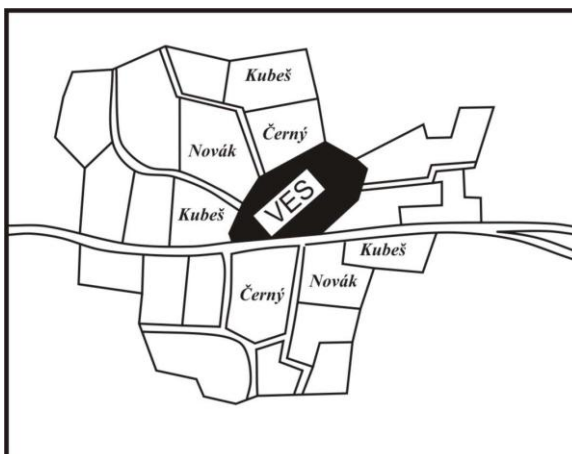 Kubeš
Černý
Novák
Kubeš
VES
Kubeš
Novák
Černý